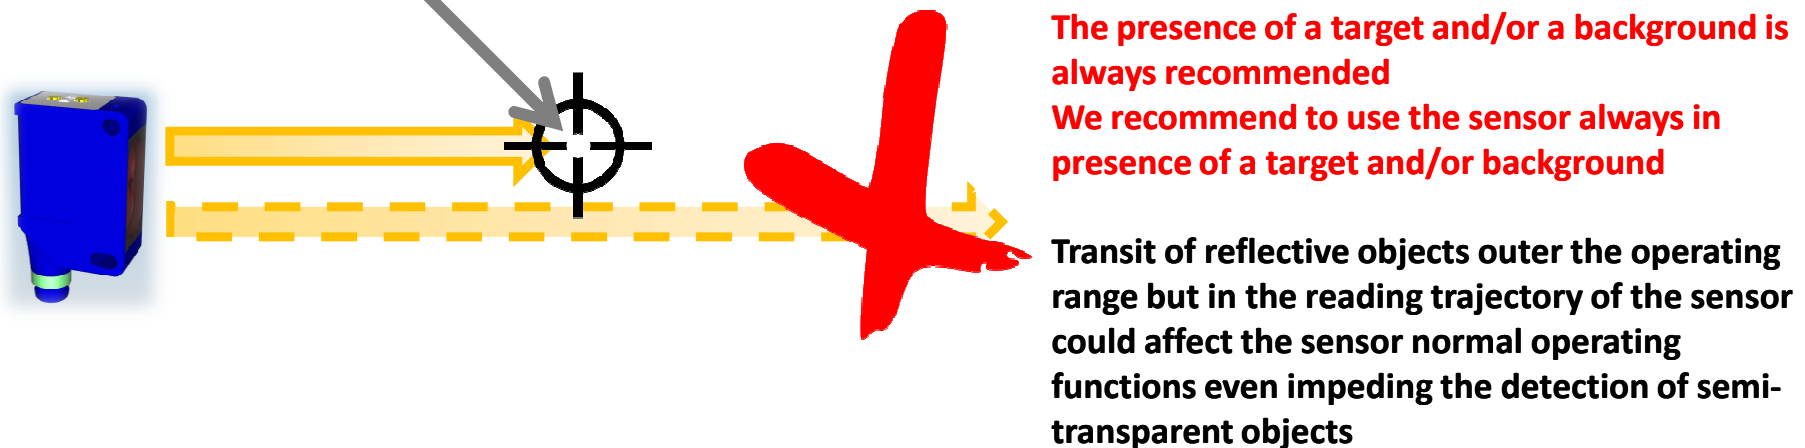 The presence of a target and/or a background is
always recommended
We recommend to use the sensor always in
presence of a target and/or background
Transit of reflective objects outer the operating
range but in the reading trajectory of the sensor
could affect the sensor normal operating
functions even impeding the detection of semi-
transparent objects